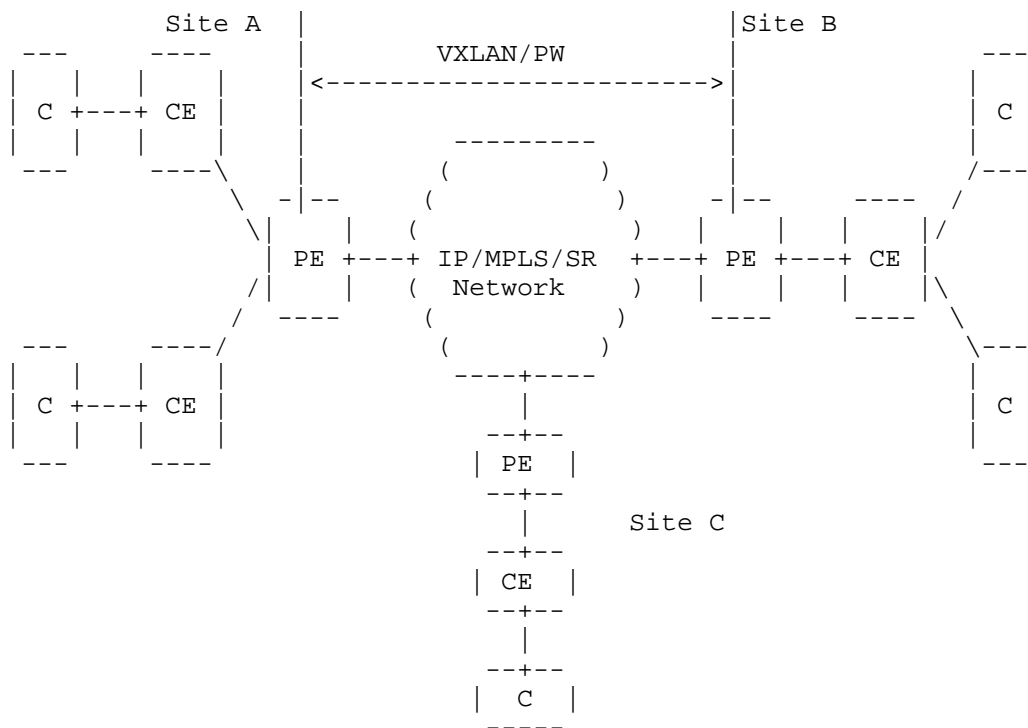 Site A Site B
VXLAN/PW
C CE C
PE IP/MPLS/SR PE CE
Network
C CE C
PE
Site C
CE
C